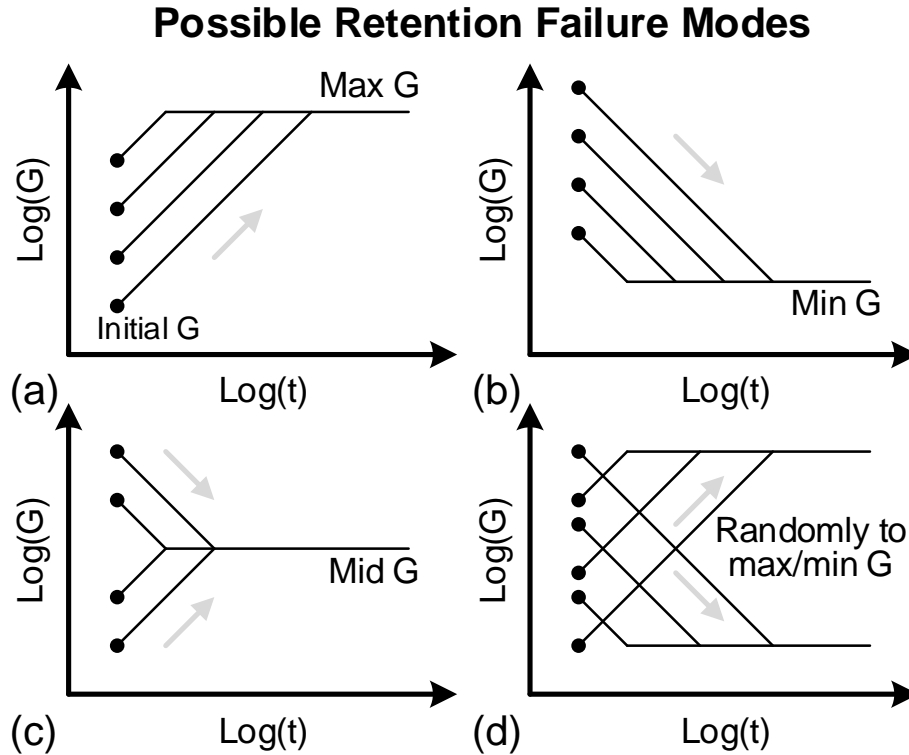 Possible Retention Failure Modes
Max G
Log(G)
Initial G
(a)
Log(t)
Log(G)
Min G
(b)
Log(t)
Log(G)
Mid G
(c)
Log(t)
Log(G)
Randomly to
max/min G
(d)
Log(t)